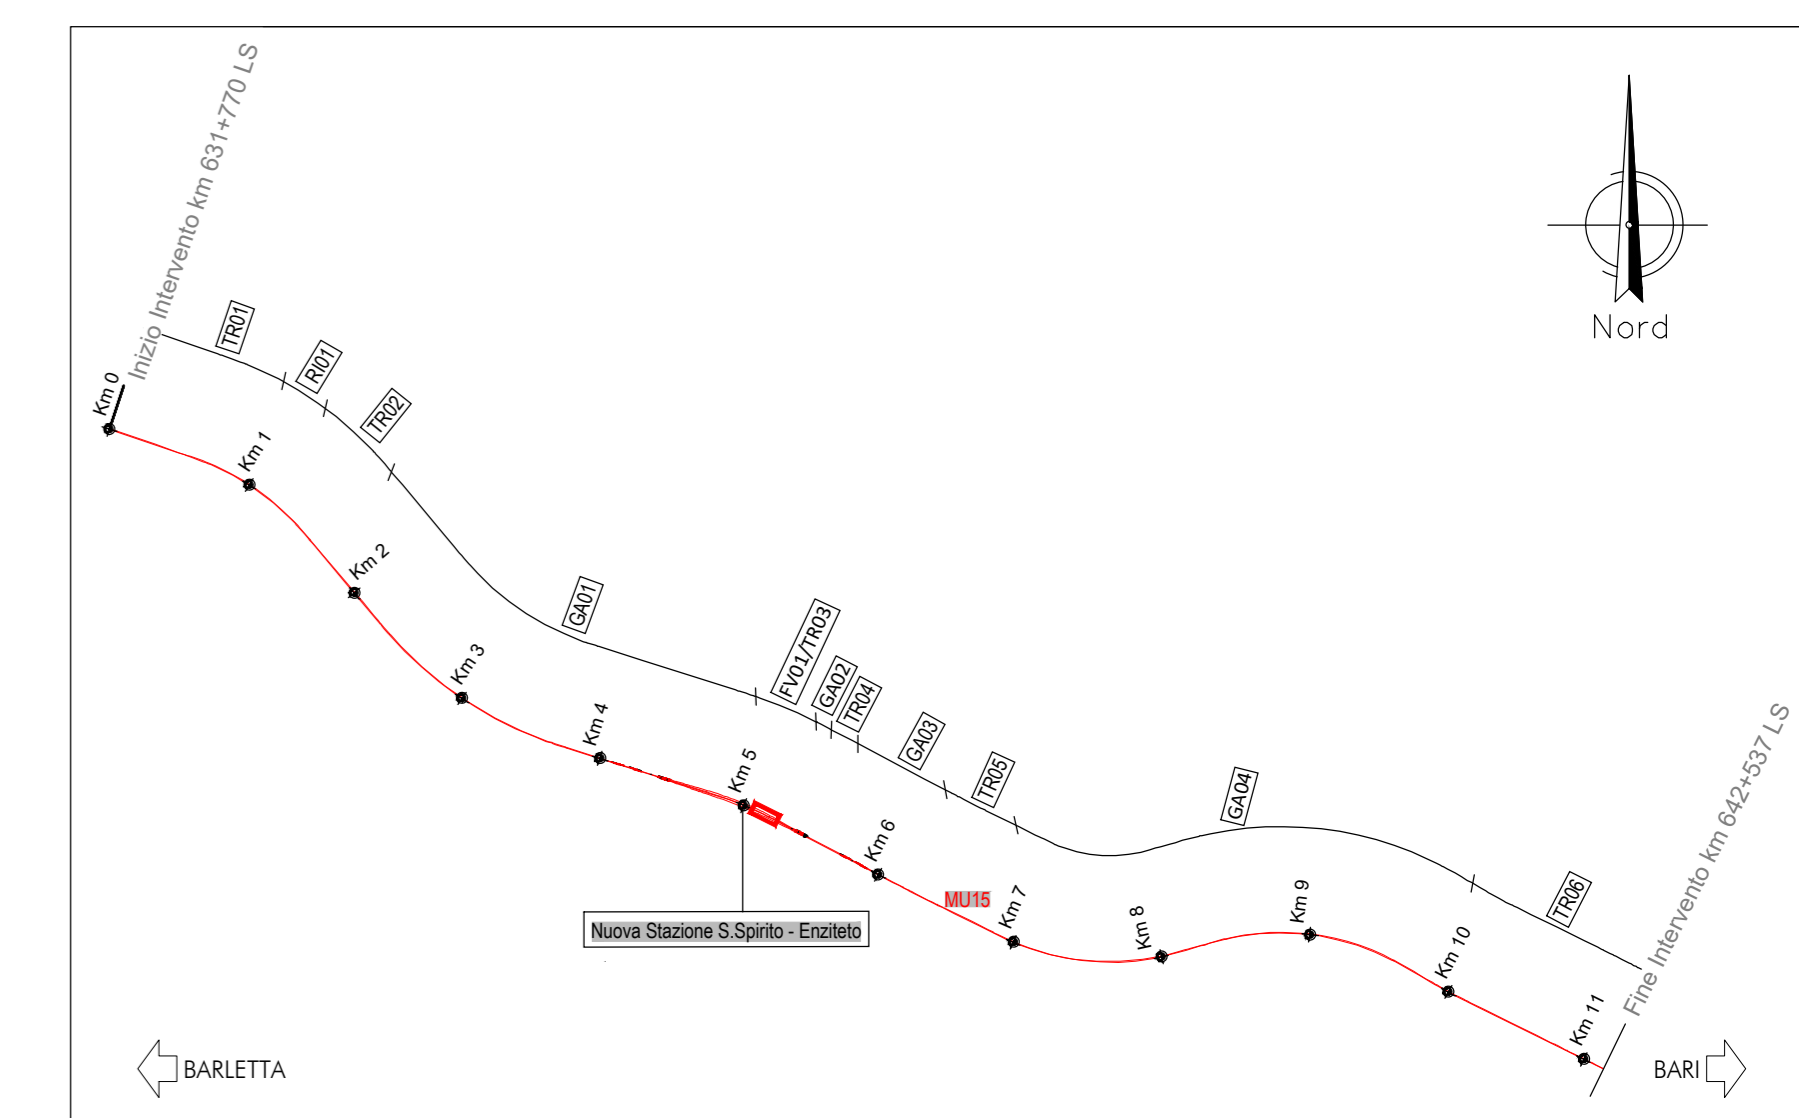 Inizio Intervento km 631+770 LS
Nord
TR01
RI01
TR02
GA01
FV01/TR03
GA02
TR04
GA03
TR05
GA04
TR06
Km 0
Km 1
Km 2
Km 3
Km 4
Km 5
Km 6
MU15
Km 7
Km 8
Km 9
Km 10
Km 11
Nuova Stazione S.Spirito - Enziteto
Fine Intervento km 642+537 LS
BARLETTA
BARI